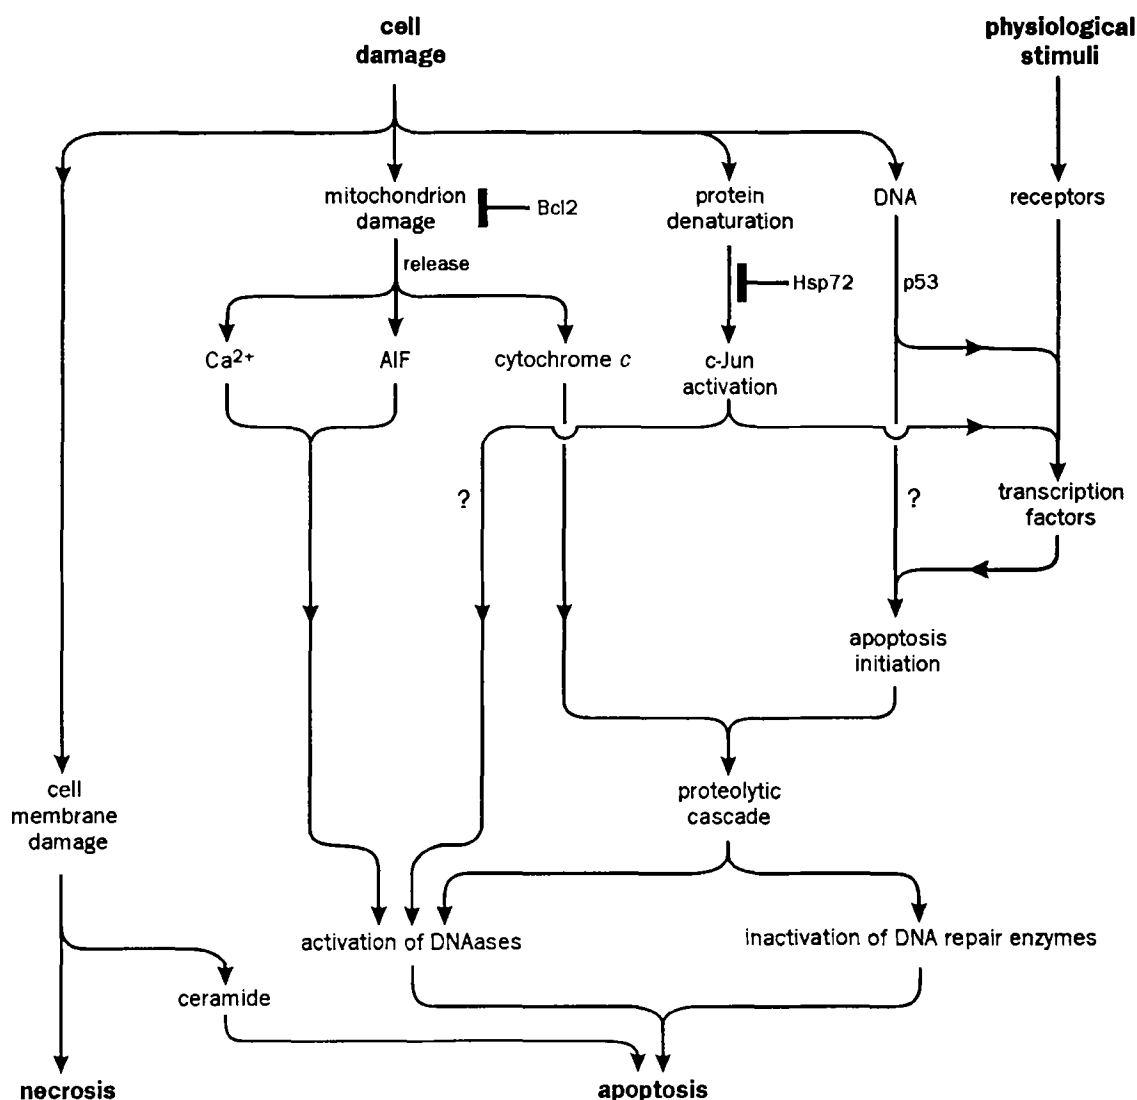 cell
damage
physiological
stimuli
mitochondrion
damage
Bcl2
protein
denaturation
DNA
receptors
release
Hsp72
p53
Ca2+
AIF
cytochrome c
c-Jun
activation
?
?
transcription
factors
apoptosis
initiation
cell
membrane
damage
proteolytic
cascade
activation of DNAases
inactivation of DNA repair enzymes
ceramide
necrosis
apoptosis